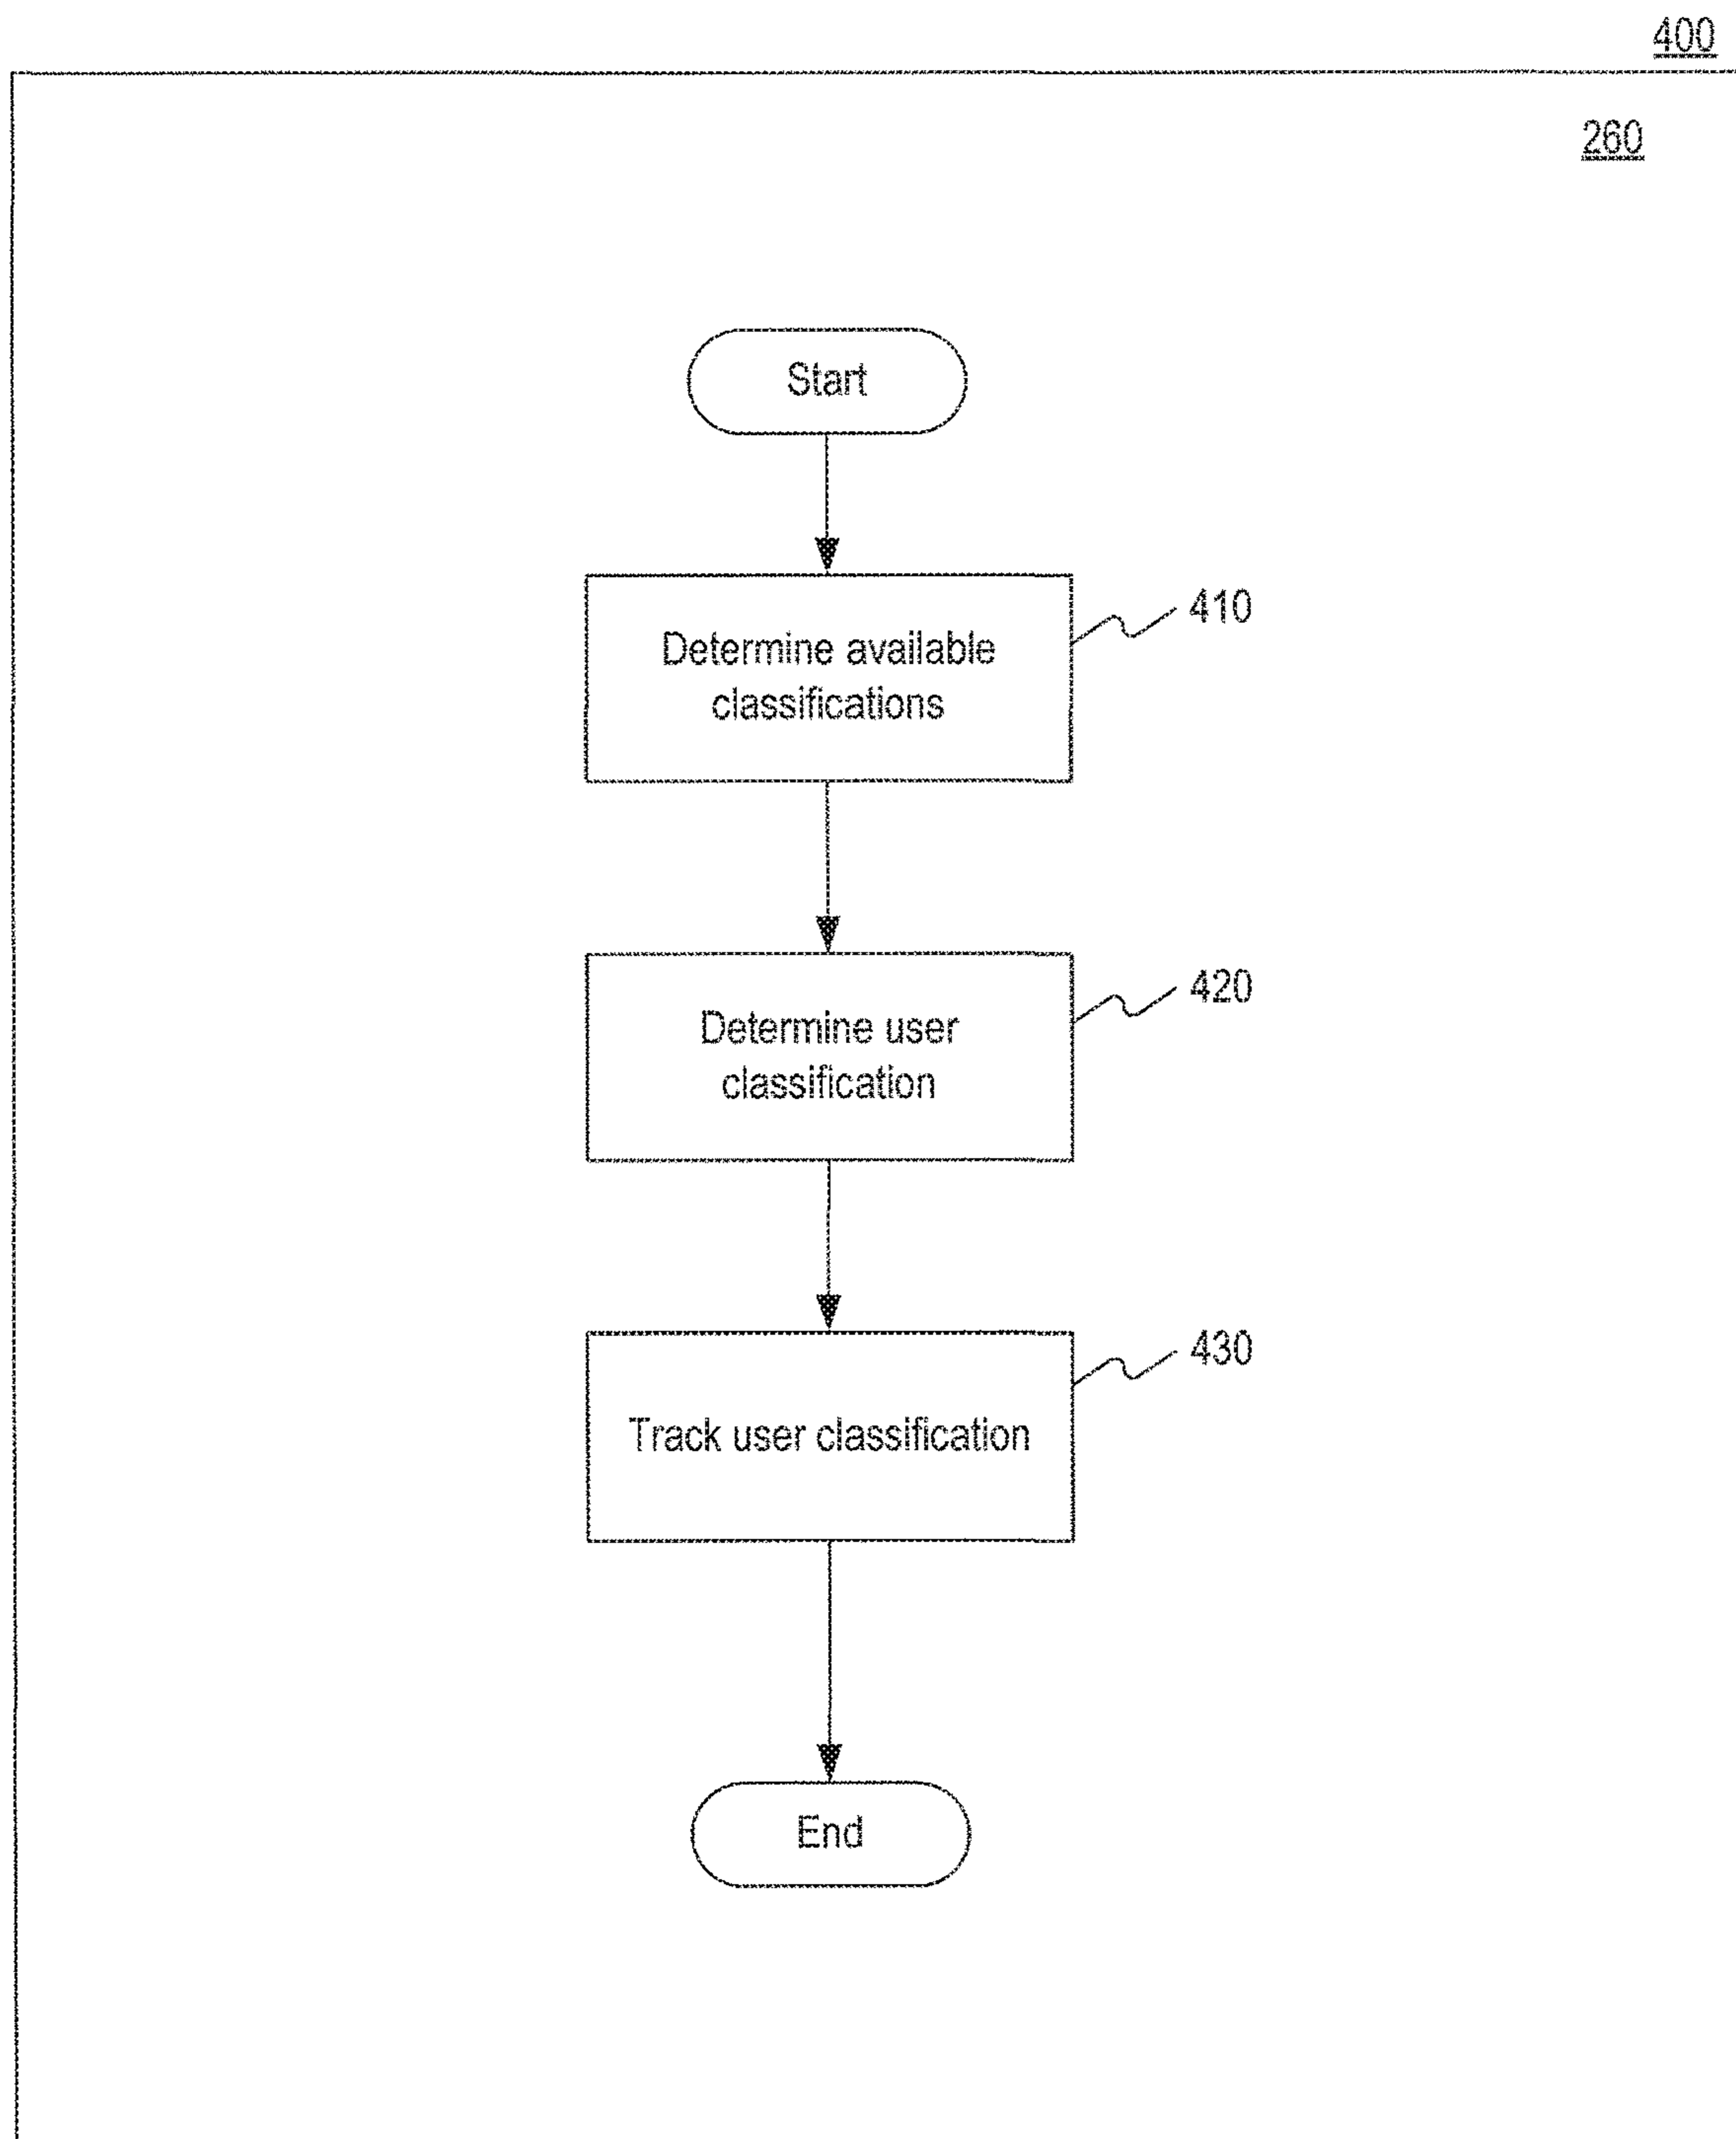 400
260
Start
Determine available
classifications
410
Determine user
classification
420
Track user classification
430
End